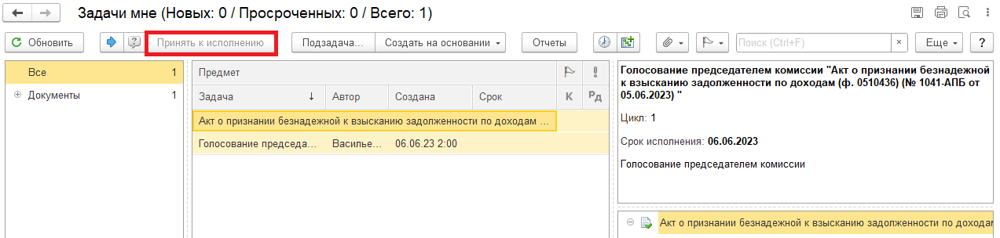 Задачи мне (Новых: 0 / Просроченных: 0 / Всего: 1)
Обновить
Принять к исполнению
Подзадача...
Создать на основании
Отчеты
Поиск (Ctrl+F)
×
Еще
?
Все 1
Документы 1
Предмет
Задача ↓ Автор Создана Срок К Рд
Акт о признании безнадежной к взысканию задолженности по доходам ...
Голосование председа... Василье... 06.06.23 2:00
Голосование председателем комиссии "Акт о признании безнадежной
к взысканию задолженности по доходам (ф. 0510436) (№ 1041-АПБ от
05.06.2023) "
Цикл: 1
Срок исполнения: 06.06.2023
Голосование председателем комиссии
Акт о признании безнадежной к взысканию задолженности по доходам